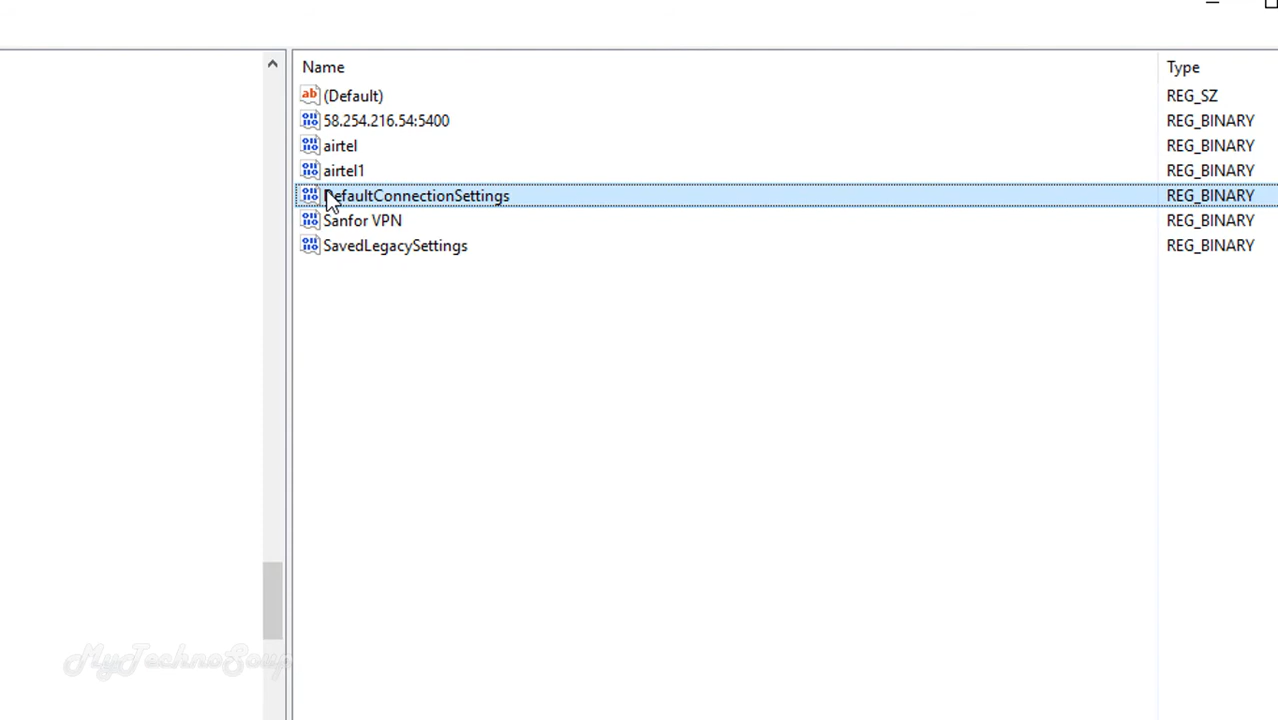 Name Type
(Default) REG_SZ
58.254.216.54:5400 REG_BINARY
airtel REG_BINARY
airtel1 REG_BINARY
DefaultConnectionSettings REG_BINARY
Sanfor VPN REG_BINARY
SavedLegacySettings REG_BINARY
MyTechnoSoup